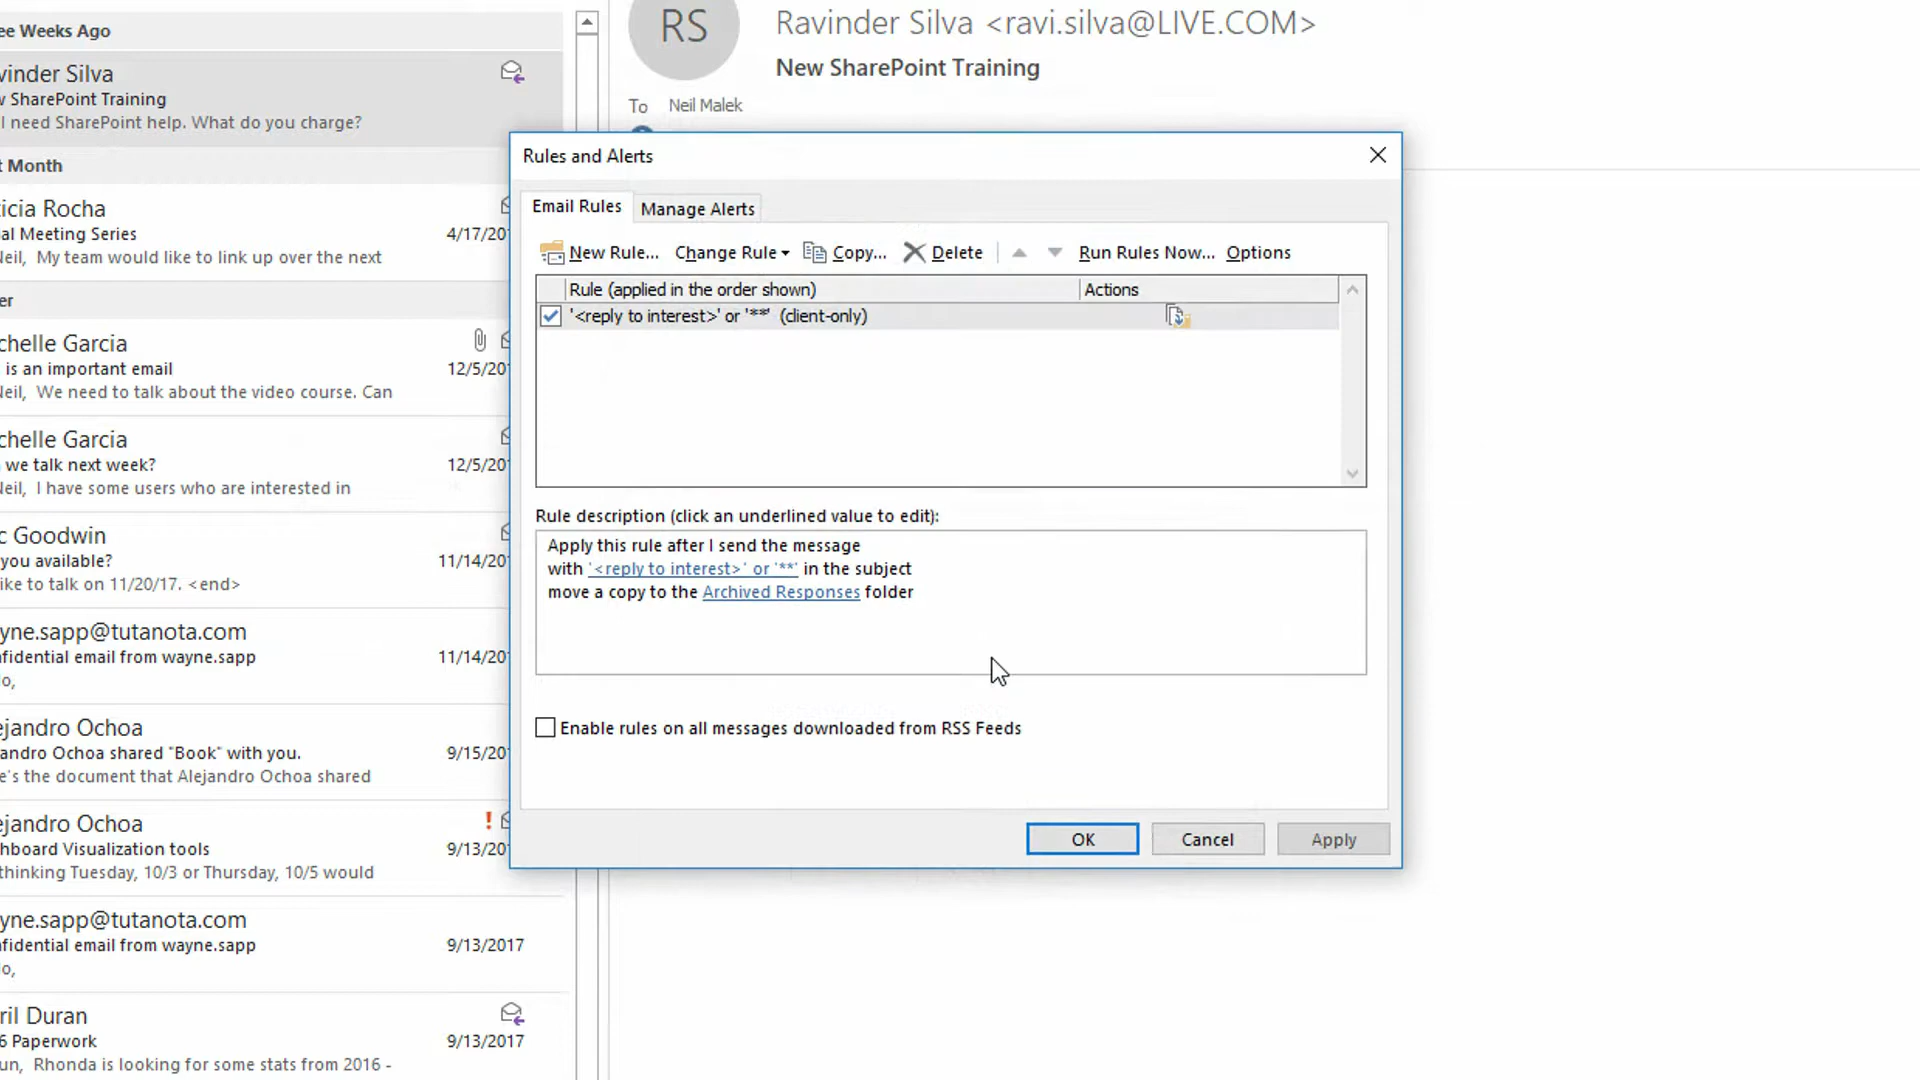 ee Weeks Ago
vinder Silva
w SharePoint Training
I need SharePoint help. What do you charge?
t Month
icia Rocha
al Meeting Series
4/17/20
Neil, My team would like to link up over the next
er
chelle Garcia
is an important email
12/5/20
Neil, We need to talk about the video course. Can
chelle Garcia
we talk next week?
12/5/20
Neil, I have some users who are interested in
c Goodwin
you available?
11/14/20
like to talk on 11/20/17. <end>
yne.sapp@tutanota.com
fidential email from wayne.sapp
11/14/20
o,
ejandro Ochoa
andro Ochoa shared "Book" with you.
9/15/20
e's the document that Alejandro Ochoa shared
ejandro Ochoa
!
hboard Visualization tools
9/13/20
thinking Tuesday, 10/3 or Thursday, 10/5 would
yne.sapp@tutanota.com
fidential email from wayne.sapp
9/13/2017
o,
ril Duran
6 Paperwork
9/13/2017
un, Rhonda is looking for some stats from 2016 -
RS
Ravinder Silva <ravi.silva@LIVE.COM>
New SharePoint Training
To Neil Malek
Rules and Alerts
Email Rules
Manage Alerts
New Rule...
Change Rule
Copy...
Delete
Run Rules Now...
Options
Rule (applied in the order shown)
Actions
'<reply to interest>' or '**' (client-only)
Rule description (click an underlined value to edit):
Apply this rule after I send the message
with '<reply to interest>' or '**' in the subject
move a copy to the Archived Responses folder
Enable rules on all messages downloaded from RSS Feeds
OK
Cancel
Apply